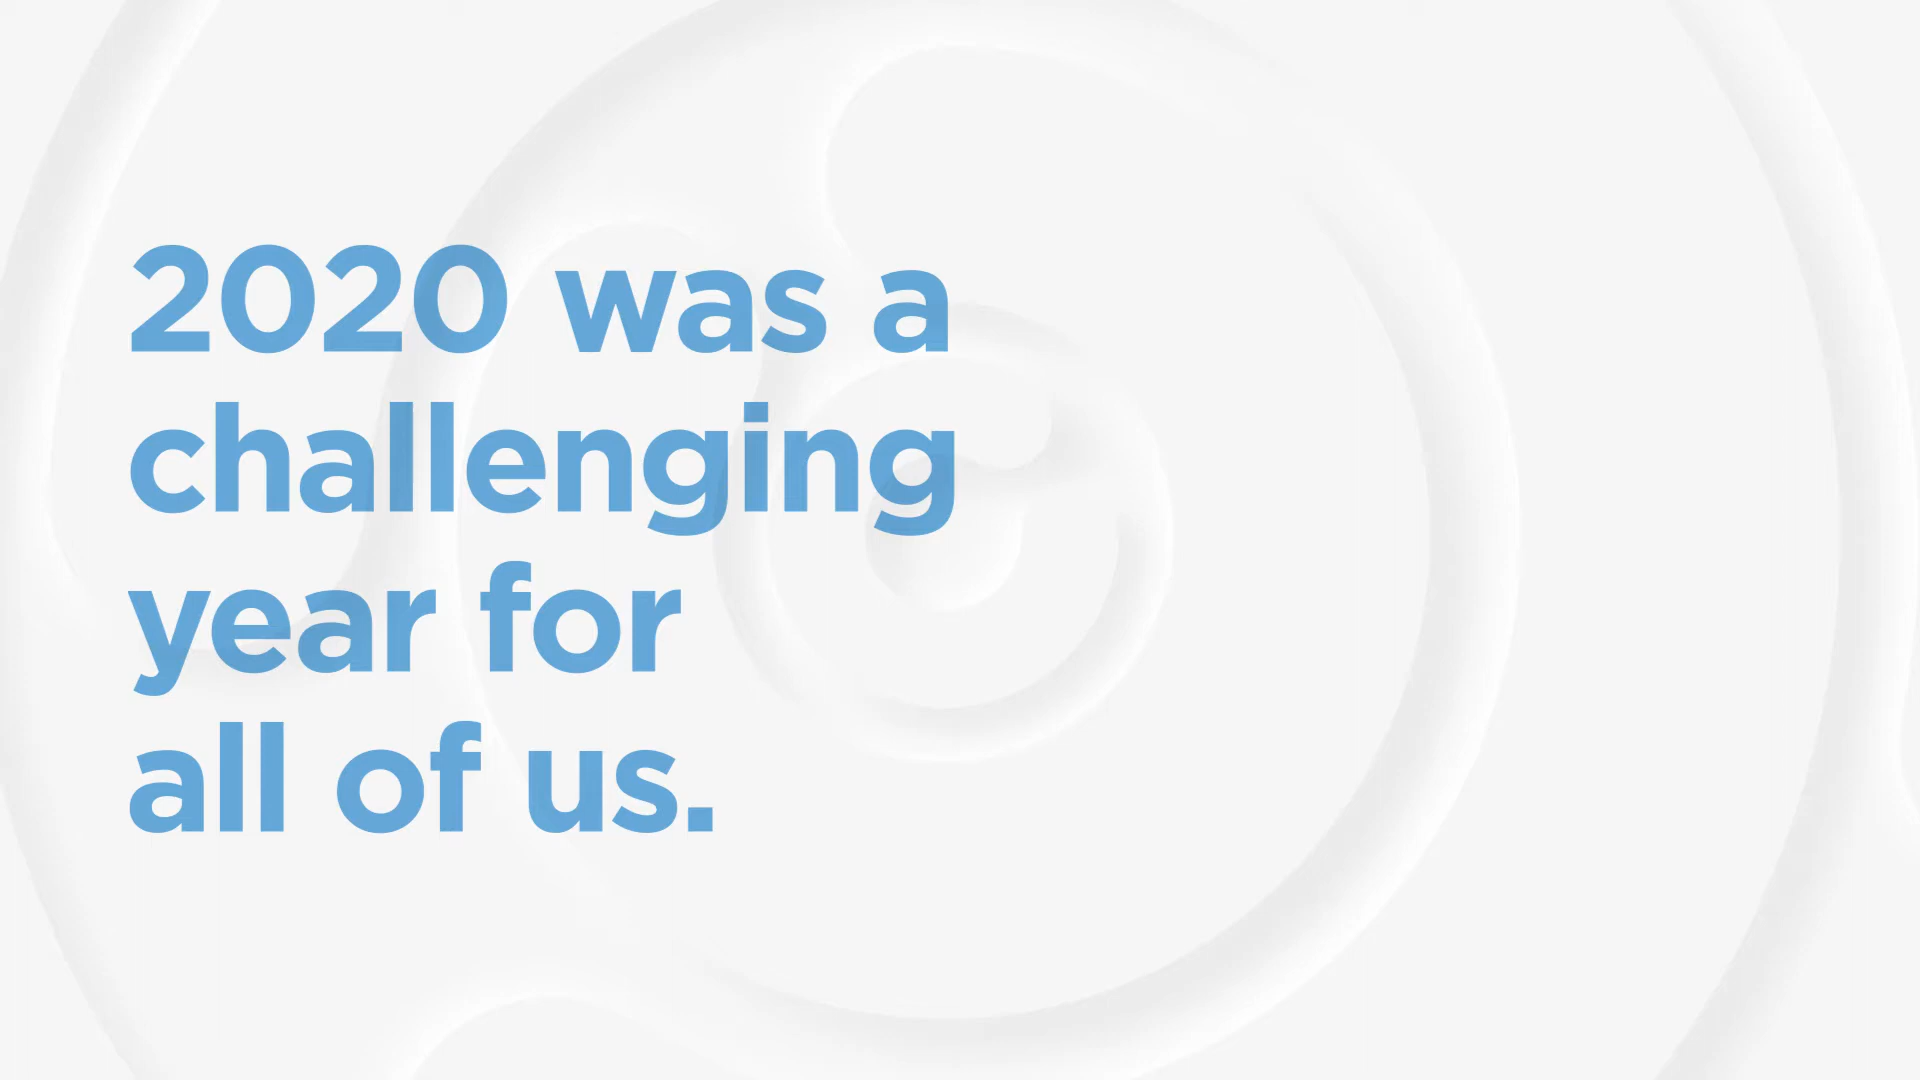 2020 was a
challenging
year for
all of us.